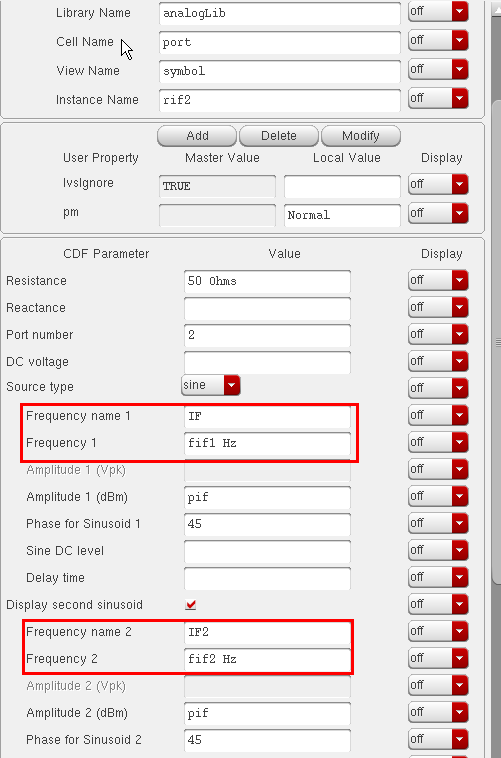 Library Name analogLib off
Cell Name port off
View Name symbol off
Instance Name rif2 off
Add Delete Modify
User Property Master Value Local Value Display
lvsIgnore TRUE off
pm Normal off
CDF Parameter Value Display
Resistance 50 Ohms off
Reactance off
Port number 2 off
DC voltage off
Source type sine off
Frequency name 1 IF off
Frequency 1 fif1 Hz off
Amplitude 1 (Vpk) off
Amplitude 1 (dBm) pif off
Phase for Sinusoid 1 45 off
Sine DC level off
Delay time off
Display second sinusoid off
Frequency name 2 IF2 off
Frequency 2 fif2 Hz off
Amplitude 2 (Vpk) off
Amplitude 2 (dBm) pif off
Phase for Sinusoid 2 45 off